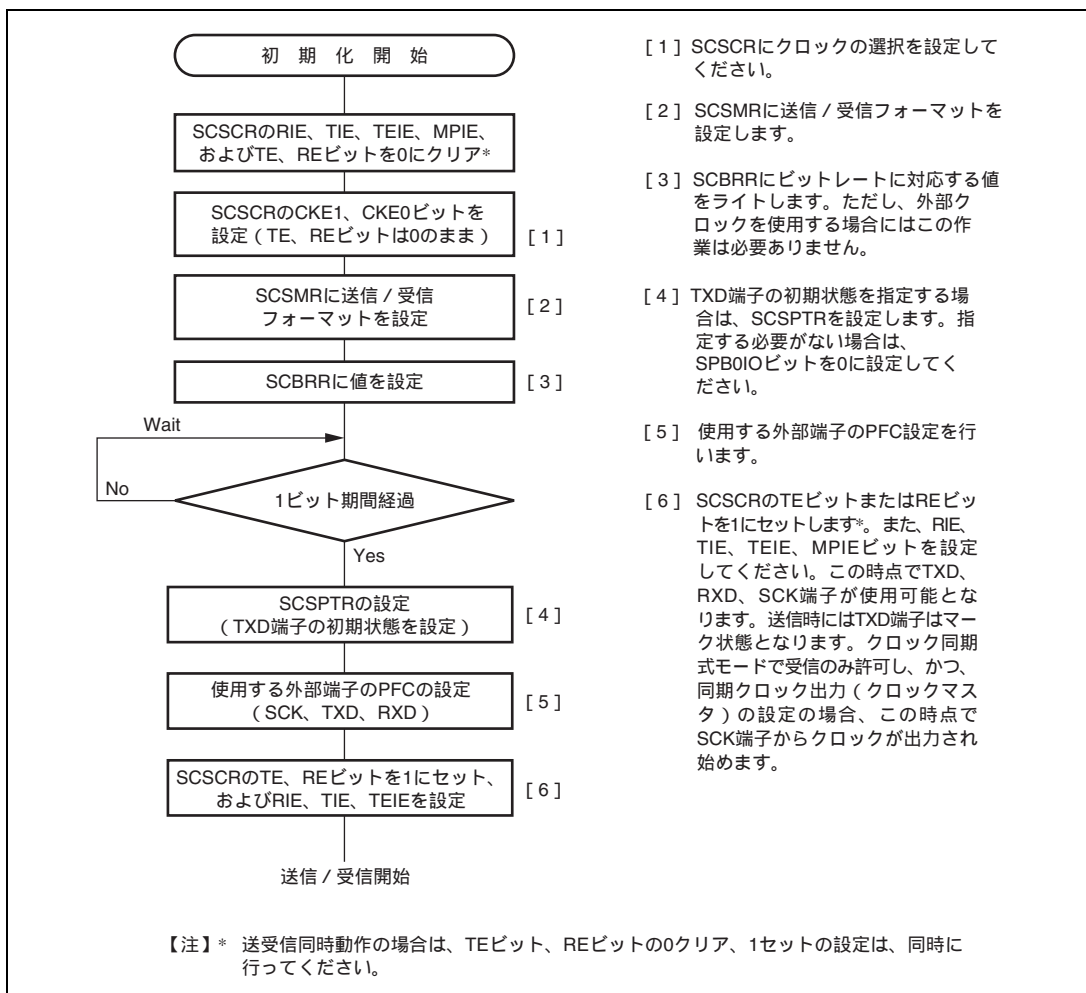 初 期 化 開 始
SCSCRのRIE、TIE、TEIE、MPIE、
およびTE、REビットを0にクリア*
SCSCRのCKE1、CKE0ビットを
設定（TE、REビットは0のまま）
[ 1 ]
SCSMRに送信 / 受信
フォーマットを設定
[ 2 ]
SCBRRに値を設定
[ 3 ]
Wait
No
1ビット期間経過
Yes
SCSPTRの設定
（TXD端子の初期状態を設定）
[ 4 ]
使用する外部端子のPFCの設定
（SCK、TXD、RXD）
[ 5 ]
SCSCRのTE、REビットを1にセット、
およびRIE、TIE、TEIEを設定
[ 6 ]
送信 / 受信開始
[ 1 ] SCSCRにクロックの選択を設定して
ください。
[ 2 ] SCSMRに送信 / 受信フォーマットを
設定します。
[ 3 ] SCBRRにビットレートに対応する値
をライトします。ただし、外部ク
ロックを使用する場合にはこの作
業は必要ありません。
[ 4 ] TXD端子の初期状態を指定する場
合は、SCSPTRを設定します。指
定する必要がない場合は、
SPB0IOビットを0に設定してく
ださい。
[ 5 ] 使用する外部端子のPFC設定を行
います。
[ 6 ] SCSCRのTEビットまたはREビッ
トを1にセットします*。また、RIE、
TIE、TEIE、MPIEビットを設定
してください。この時点でTXD、
RXD、SCK端子が使用可能とな
ります。送信時にはTXD端子はマー
ク状態となります。クロック同期
式モードで受信のみ許可し、かつ、
同期クロック出力（クロックマス
タ）の設定の場合、この時点で
SCK端子からクロックが出力され
始めます。
【注】* 送受信同時動作の場合は、TEビット、REビットの0クリア、1セットの設定は、同時に
行ってください。